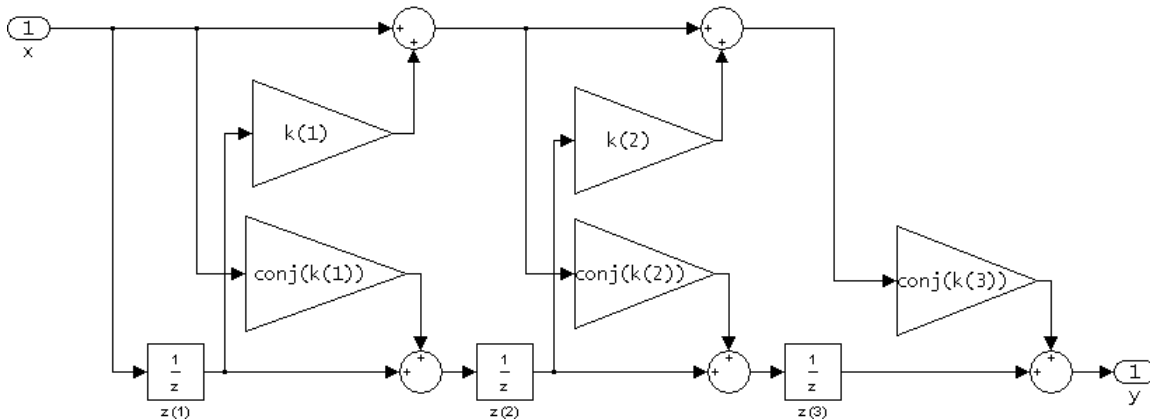 1
x
+
+
+
+
k(1)
k(2)
conj(k(1))
conj(k(2))
conj(k(3))
+
+
+
+
+
+
1
z
z(1)
1
z
z(2)
1
z
z(3)
1
y